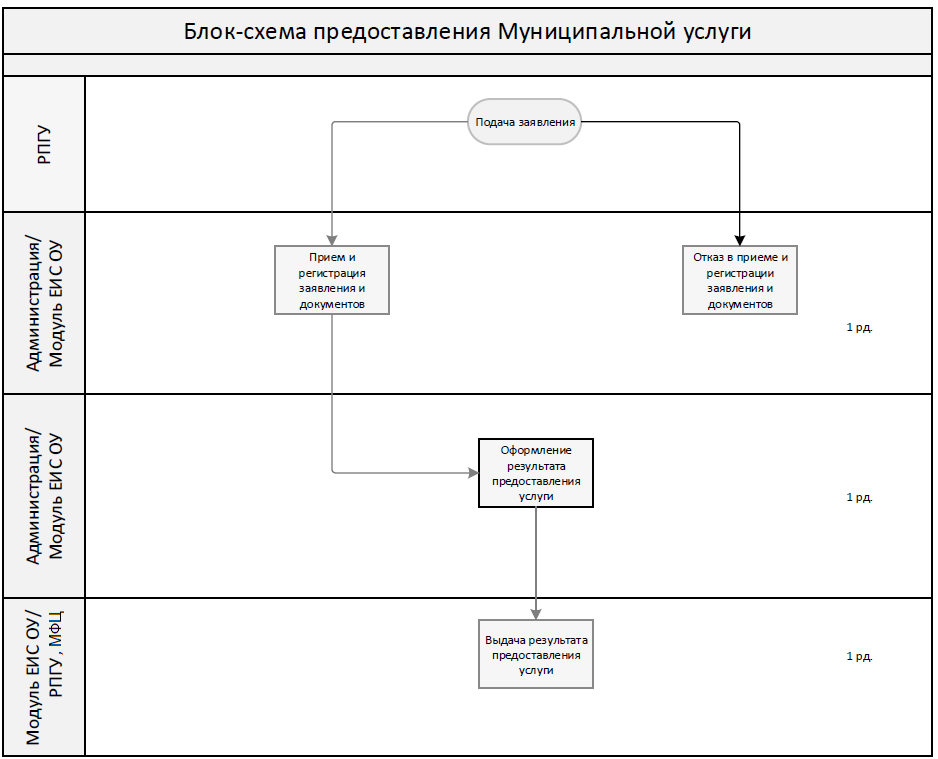 Блок-схема предоставления Муниципальной услуги
РПГУ
Подача заявления
Администрация/
Модуль ЕИС ОУ
Прием и
регистрация
заявления и
документов
Отказ в приеме и
регистрации
заявления и
документов
1 рд.
Администрация/
Модуль ЕИС ОУ
Оформление
результата
предоставления
услуги
1 рд.
Модуль ЕИС ОУ/
РПГУ , МФЦ
Выдача результата
предоставления
услуги
1 рд.